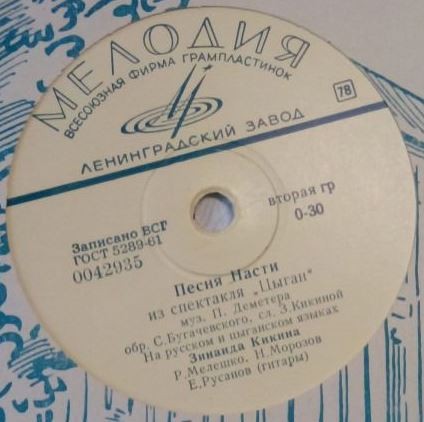 МЕЛОДИЯ
ВСЕСОЮЗНАЯ ФИРМА ГРАМПЛАСТИНОК
78
ЛЕНИНГРАДСКИЙ ЗАВОД
Записано ВСГ
ГОСТ 5289-61
0042935
вторая гр
0-30
Песня Насти
из спектакля „Цыган“
муз. П. Деметера
обр. С.Бугачевского, сл. З.Кикиной
На русском и цыганском языках
Зинаида Кикина
Р.Мелешко, Н.Морозов
Е.Русанов (гитары)